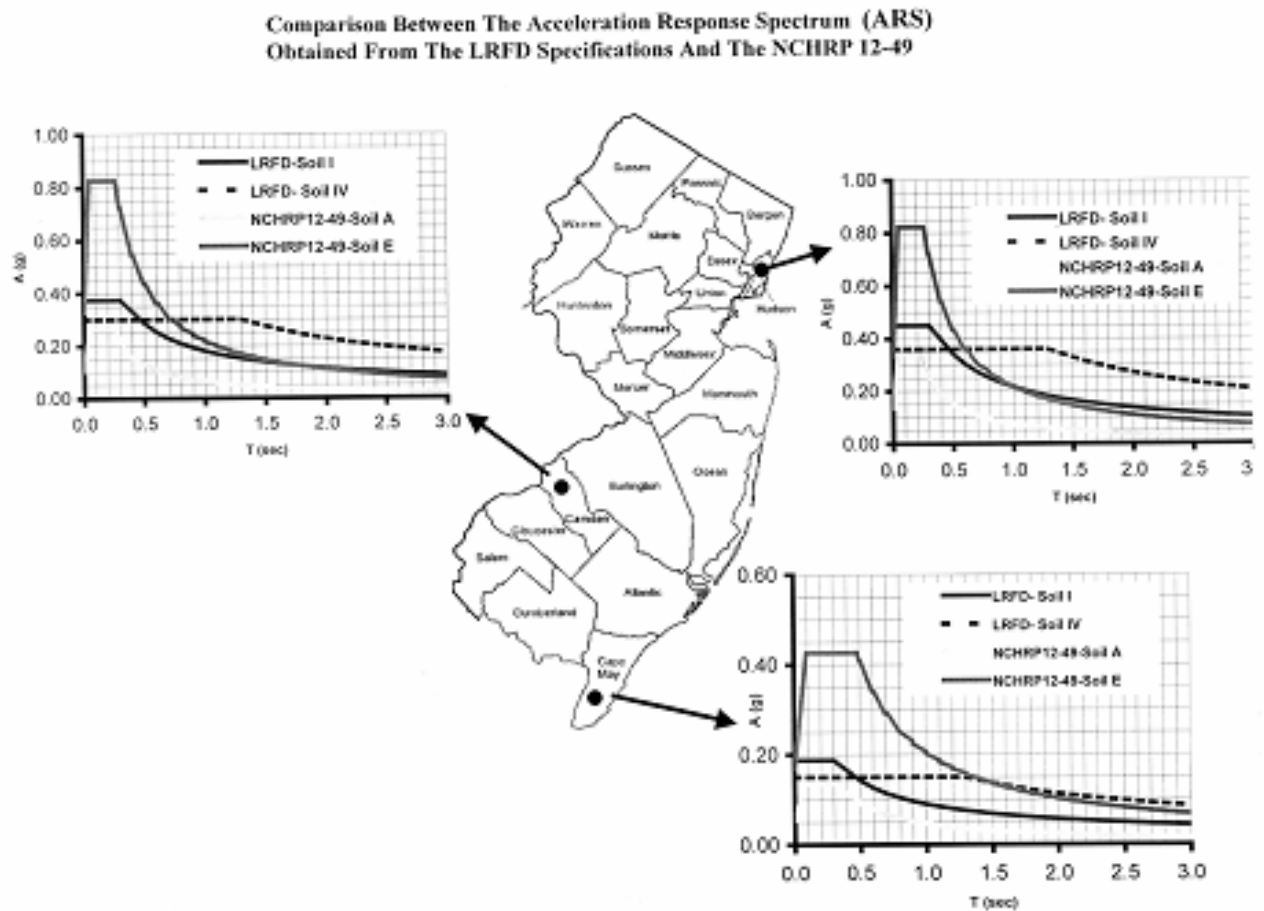 Comparison Between The Acceleration Response Spectrum (ARS)
Obtained From The LRFD Specifications And The NCHRP 12-49
1.00
0.80
0.60
0.40
0.20
0.00
A (g)
LRFD-Soil I
LRFD- Soil IV
NCHRP12-49-Soil A
NCHRP12-49-Soil E
0.0 0.5 1.0 1.5 2.0 2.5 3.0
T (sec)
Sussex
Passaic
Bergen
Warren
Morris
Essex
Union
Hudson
Hunterdon
Somerset
Middlesex
Mercer
Monmouth
Ocean
Burlington
Camden
Gloucester
Salem
Atlantic
Cumberland
Cape
May
1.00
0.80
0.60
0.40
0.20
0.00
A (g)
LRFD- Soil I
LRFD- Soil IV
NCHRP12-49-Soil A
NCHRP12-49-Soil E
0.0 0.5 1.0 1.5 2.0 2.5 3
T (sec)
0.60
0.40
0.20
0.00
A (g)
LRFD- Soil I
LRFD- Soil IV
NCHRP12-49-Soil A
NCHRP12-49-Soil E
0.0 0.5 1.0 1.5 2.0 2.5 3.0
T (sec)